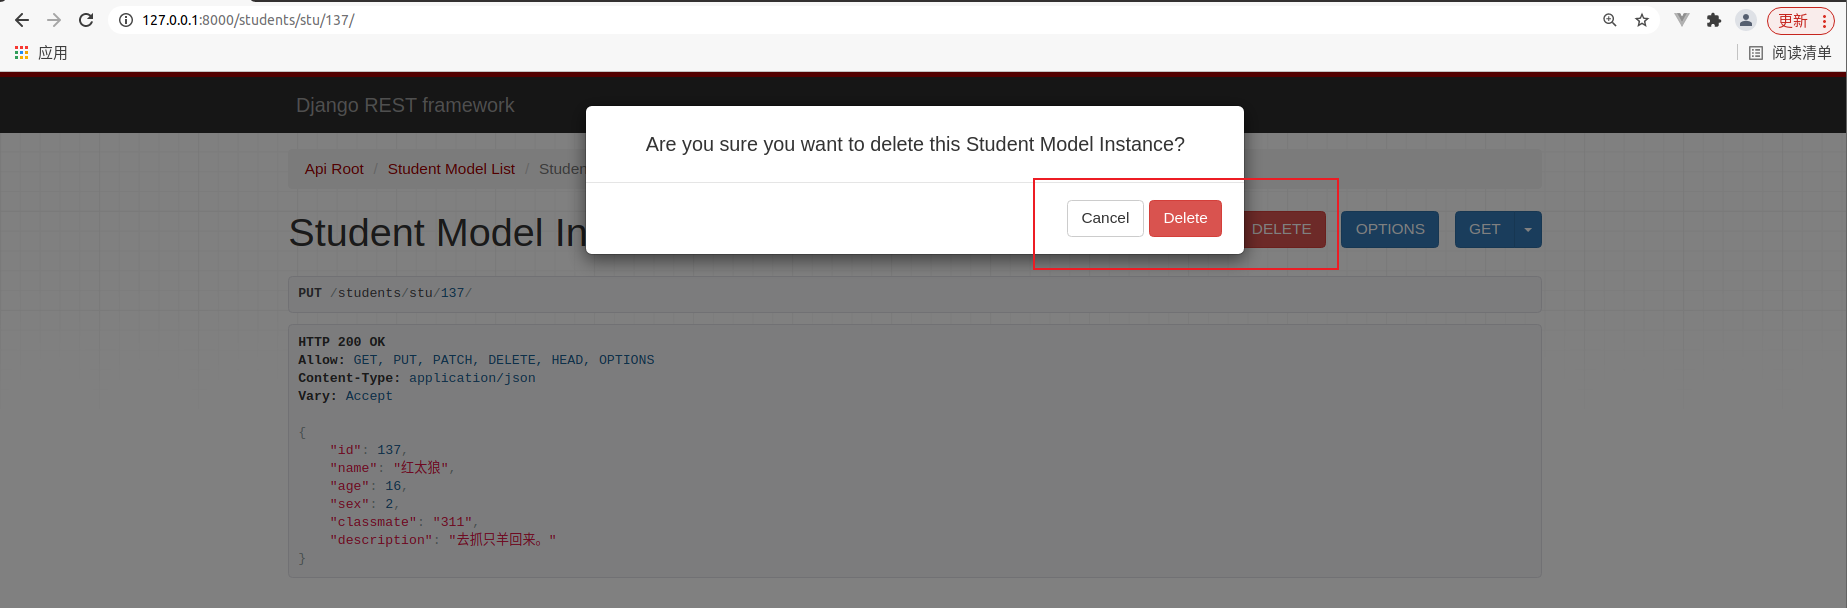 127.0.0.1:8000/students/stu/137/
更新
应用
阅读清单
Django REST framework
Are you sure you want to delete this Student Model Instance?
Cancel
Delete
Api Root / Student Model List / Studen
Student Model In
DELETE
OPTIONS
GET
PUT /students/stu/137/
HTTP 200 OK
Allow: GET, PUT, PATCH, DELETE, HEAD, OPTIONS
Content-Type: application/json
Vary: Accept
{
"id": 137,
"name": "红太狼",
"age": 16,
"sex": 2,
"classmate": "311",
"description": "去抓只羊回来。"
}